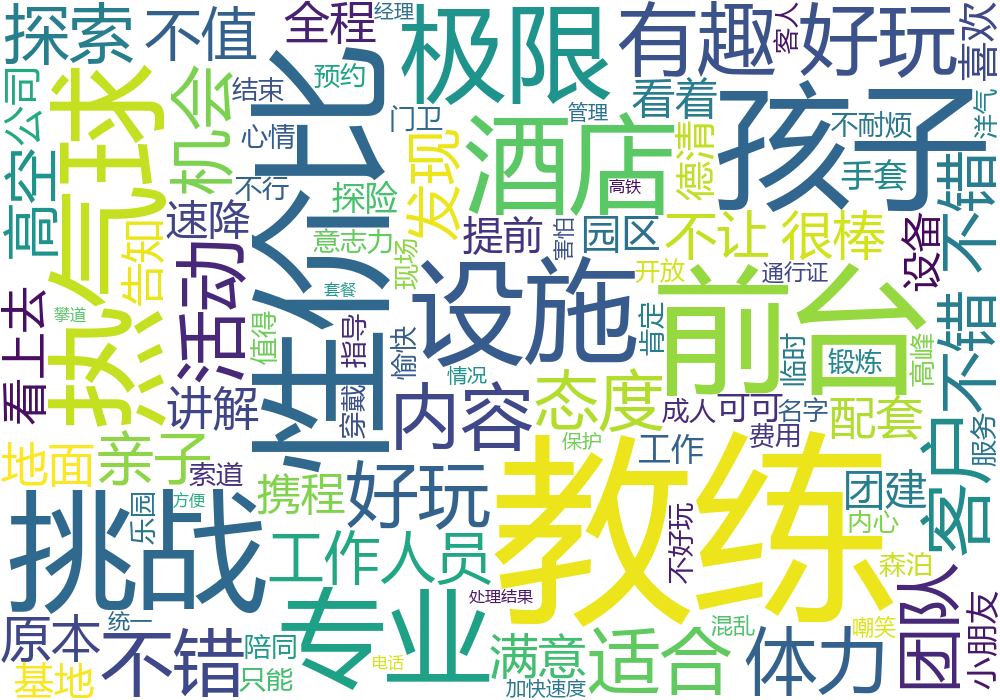 探索
不值
全程
经理
极限
有趣
客人
好玩
喜欢
公司
热气球
机会
结束
预约
性价比
门卫
管理
看着
孩子
不耐烦
洋气
心情
发现
酒店
德清
手套
不错
高空
不行
探险
高铁
速降
意志力
提前
害怕
园区
不让
很棒
设备
告知
活动
现场
设施
开放
通行证
前台
看上去
攀道
套餐
值得
指导
愉快
肯定
临时
锻炼
高峰
不错
讲解
穿戴
情况
内容
态度
成人
可可
名字
配套
客户
服务
地面
亲子
索道
保护
工作
费用
挑战
乐园
方便
携程
好玩
教练
不好玩
团建
内心
工作人员
森泊
处理结果
专业
团队
小朋友
原本
统一
不错
陪同
满意
适合
混乱
嘲笑
体力
基地
只能
电话
加快速度